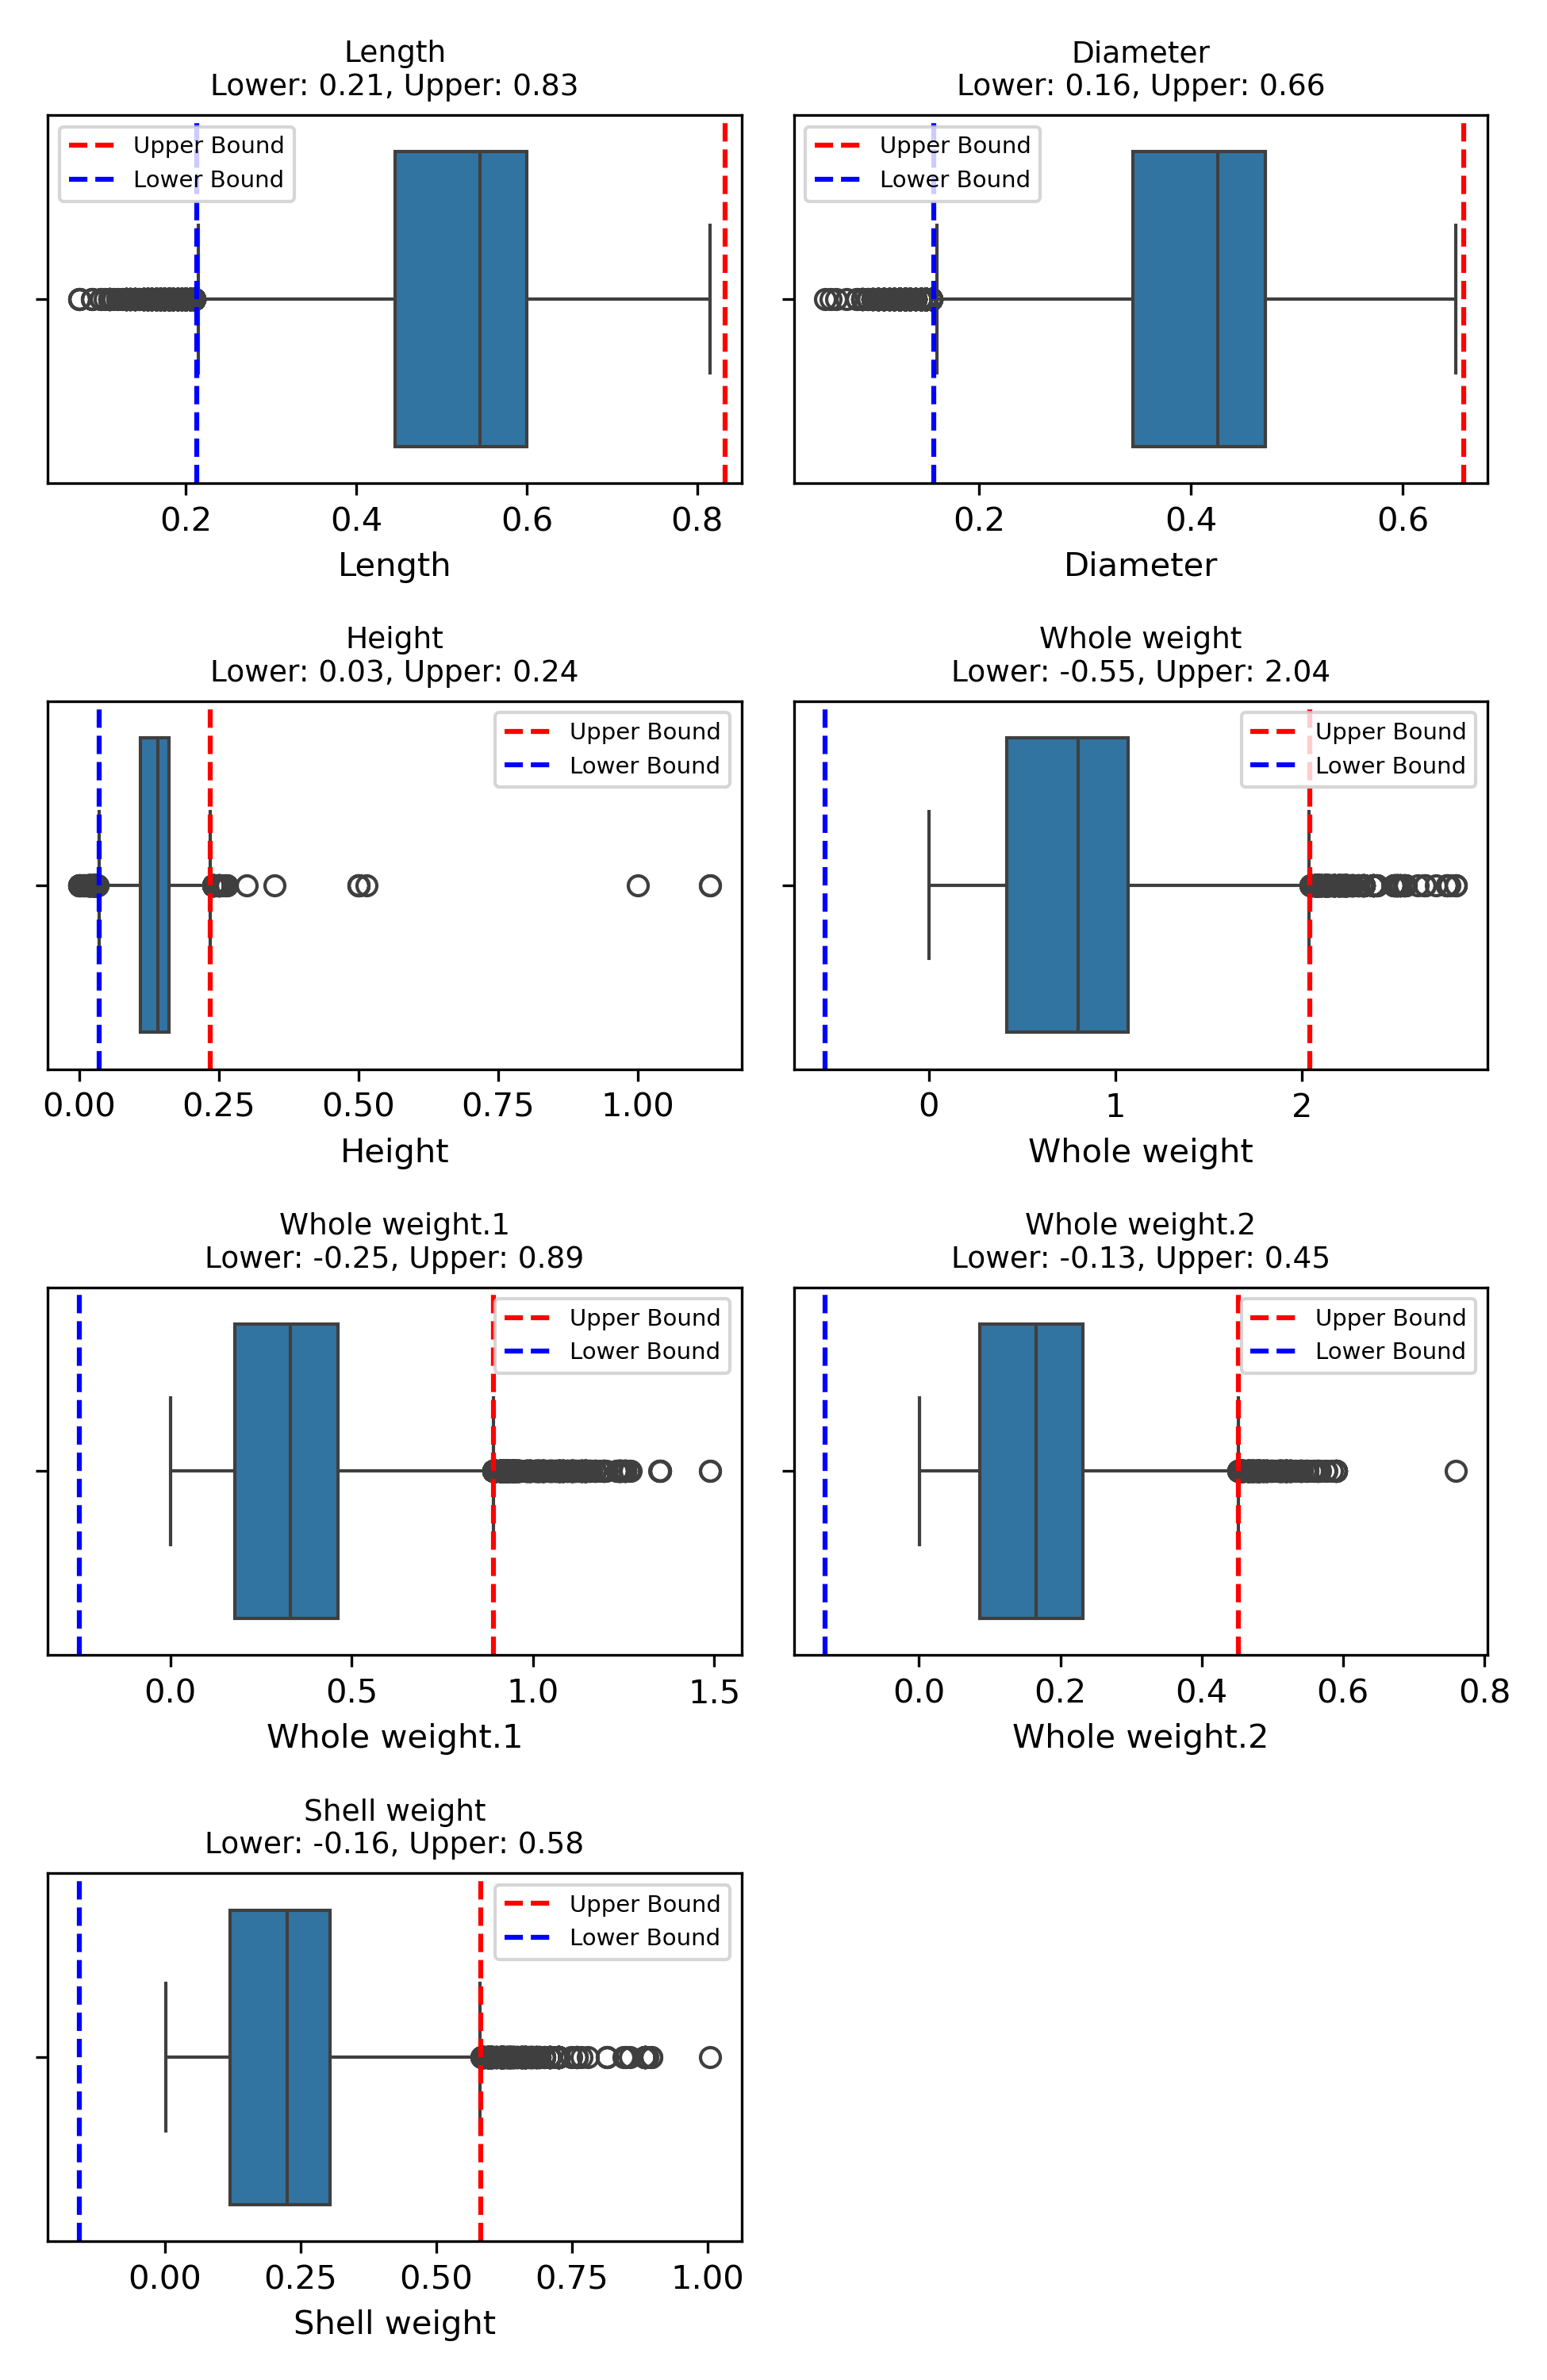 Length
Lower: 0.21, Upper: 0.83
Upper Bound
Lower Bound
0.2 0.4 0.6 0.8
Length
Diameter
Lower: 0.16, Upper: 0.66
Upper Bound
Lower Bound
0.2 0.4 0.6
Diameter
Height
Lower: 0.03, Upper: 0.24
Upper Bound
Lower Bound
0.00 0.25 0.50 0.75 1.00
Height
Whole weight
Lower: -0.55, Upper: 2.04
Upper Bound
Lower Bound
0 1 2
Whole weight
Whole weight.1
Lower: -0.25, Upper: 0.89
Upper Bound
Lower Bound
0.0 0.5 1.0 1.5
Whole weight.1
Whole weight.2
Lower: -0.13, Upper: 0.45
Upper Bound
Lower Bound
0.0 0.2 0.4 0.6 0.8
Whole weight.2
Shell weight
Lower: -0.16, Upper: 0.58
Upper Bound
Lower Bound
0.00 0.25 0.50 0.75 1.00
Shell weight